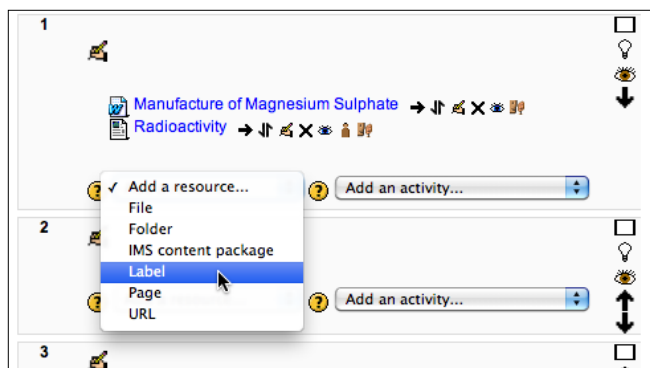 1
Manufacture of Magnesium Sulphate
Radioactivity
✓ Add a resource...
Add an activity...
File
Folder
2
IMS content package
Label
Page
Add an activity...
URL
3